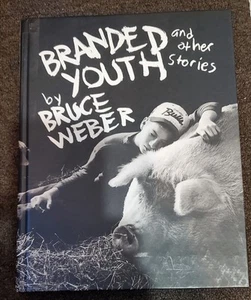 BRANDED
YOUTH
and
other
stories
by
BRUCE
WEBER